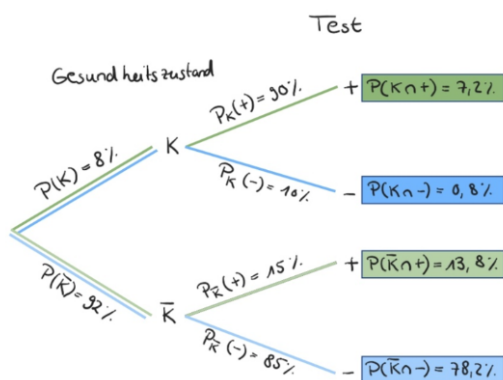 Test
Gesundheitszustand
P(K)=8%
K
P_K(+)=90%
+ P(K∩+)=7,2%
P_K(-)=10%
- P(K∩-)=0,8%
P(K̅)=92%
K̅
P_K̅(+)=15%
+ P(K̅∩+)=13,8%
P_K̅(-)=85%
- P(K̅∩-)=78,2%